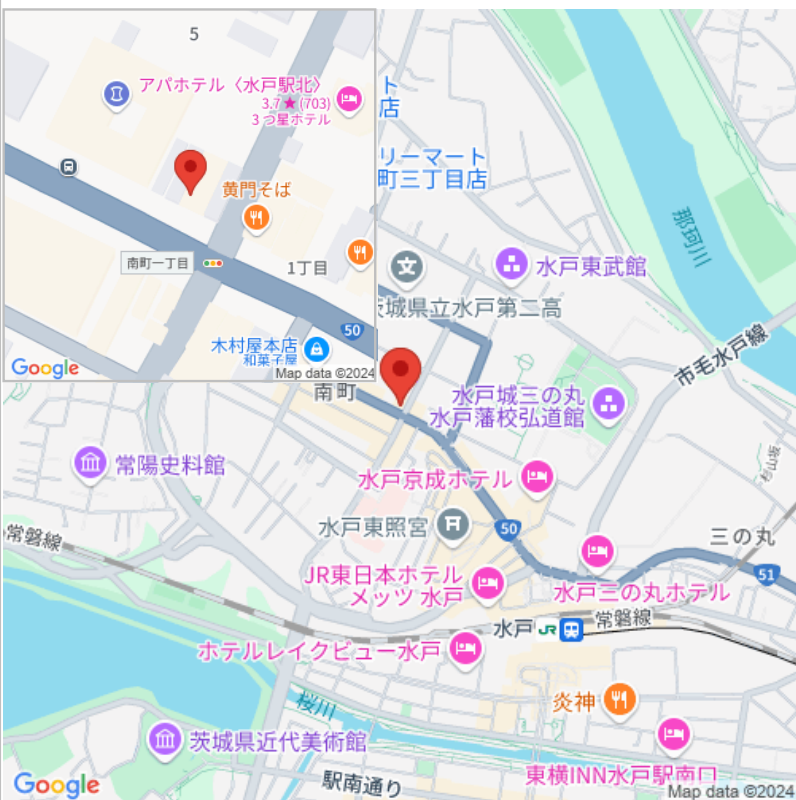 5
アパホテル〈水戸駅北〉
3.7★(703)
3 つ星ホテル
黄門そば
南町一丁目
1丁目
50
木村屋本店
和菓子屋
Google
Map data ©2024
ト
店
リーマート
町三丁目店
那珂川
水戸東武館
茨城県立水戸第二高
市毛水戸線
南町
水戸城三の丸
水戸藩校弘道館
杉山坂
常陽史料館
水戸京成ホテル
水戸東照宮
50
三の丸
常磐線
JR東日本ホテル
メッツ 水戸
水戸三の丸ホテル
51
水戸
JR
常磐線
ホテルレイクビュー水戸
桜川
炎神
茨城県近代美術館
東横INN水戸駅南口
駅南通り
Google
Map data ©2024